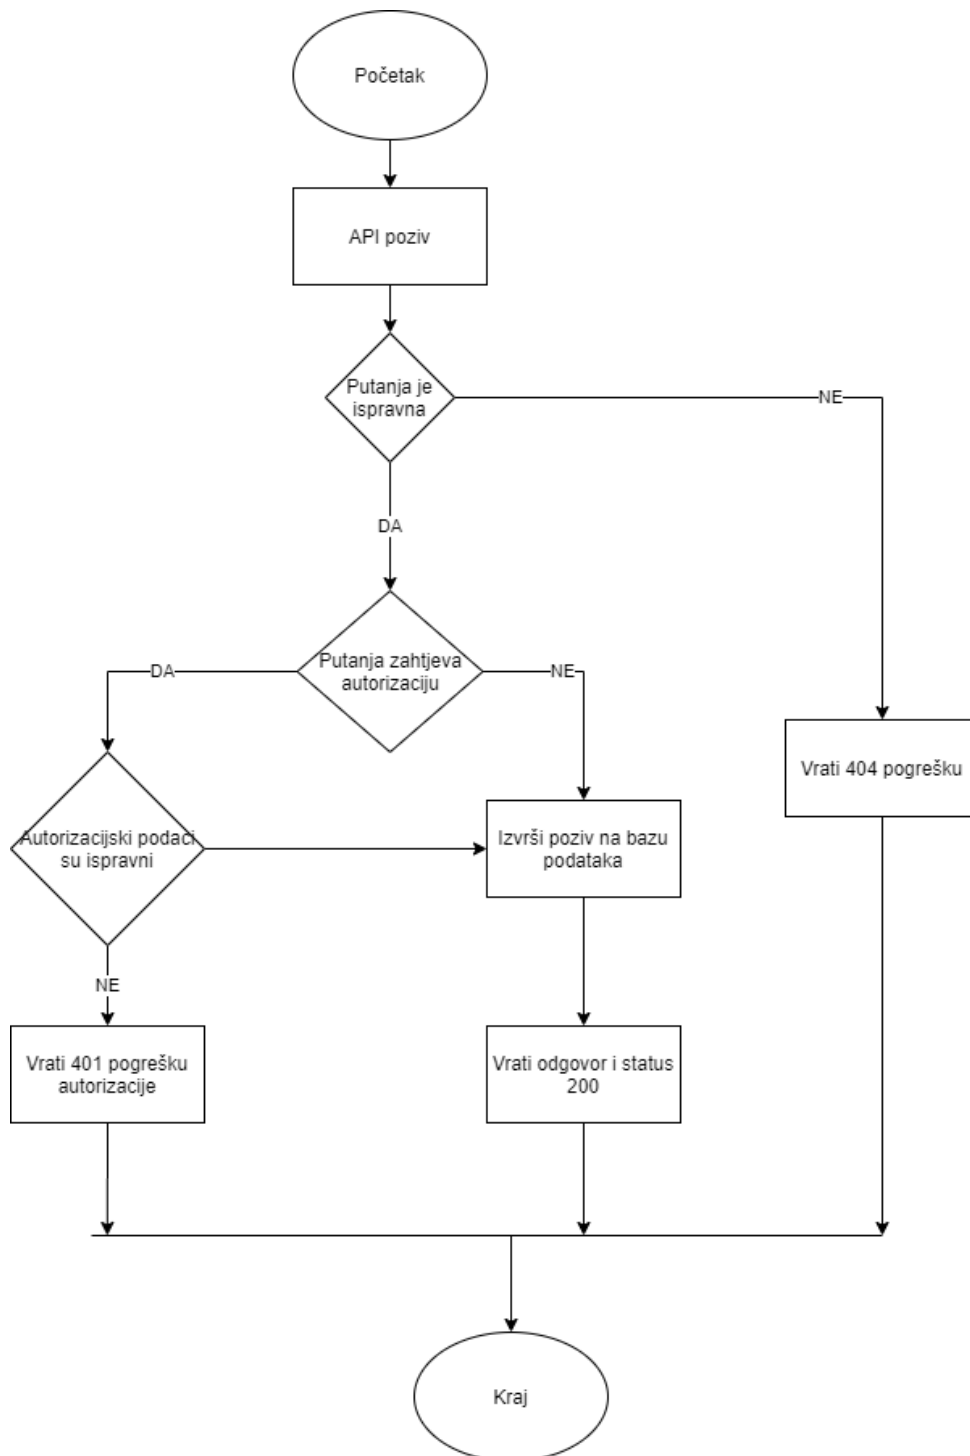 Početak
API poziv
Putanja je
ispravna
NE
DA
Putanja zahtjeva
autorizaciju
DA
NE
Vrati 404 pogrešku
Autorizacijski podaci
su ispravni
Izvrši poziv na bazu
podataka
NE
Vrati 401 pogrešku
autorizacije
Vrati odgovor i status
200
Kraj